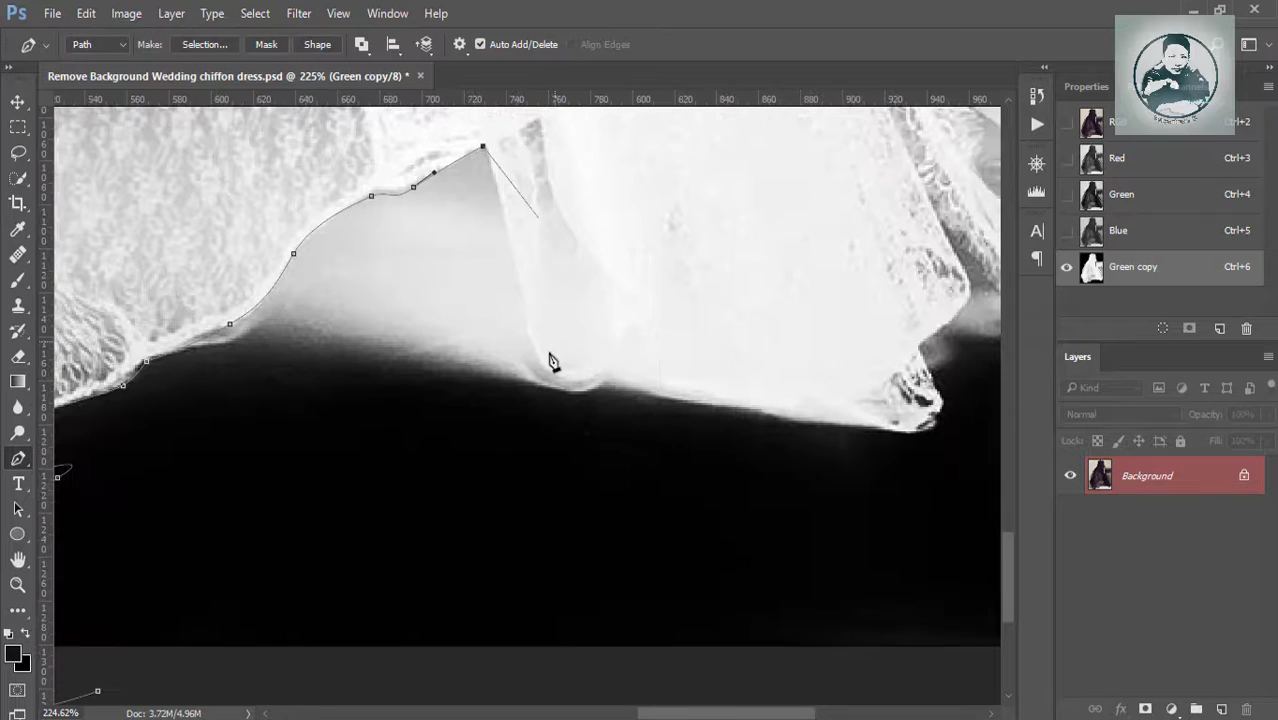 Ps File Edit Image Layer Type Select Filter 3D View Window Help
Path Make: Selection... Mask Shape Auto Add/Delete Align Edges
Remove Background Wedding chiffon dress.psd @ 225% (Green copy/8) *
540 560 580 600 620 640 660 680 700 720 740 760 780 800 820 840 860 880 900 920 940 960
Properties
Ctrl+2
Red Ctrl+3
Green Ctrl+4
Blue Ctrl+5
Green copy Ctrl+6
Layers
Kind
Normal Opacity: 100%
Locks: Fill: 100%
Background
224.62% Doc: 3.72M/4.96M